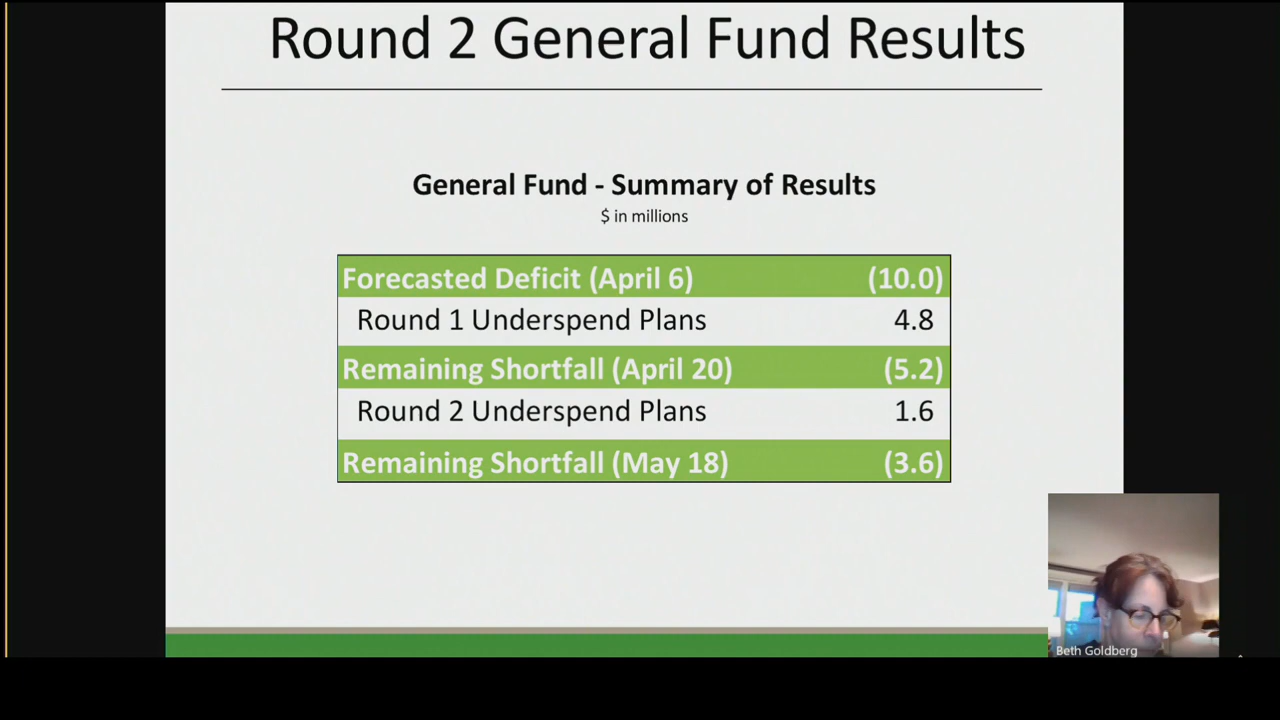 Round 2 General Fund Results
General Fund - Summary of Results
$ in millions
Forecasted Deficit (April 6) (10.0)
Round 1 Underspend Plans 4.8
Remaining Shortfall (April 20) (5.2)
Round 2 Underspend Plans 1.6
Remaining Shortfall (May 18) (3.6)
Beth Goldberg